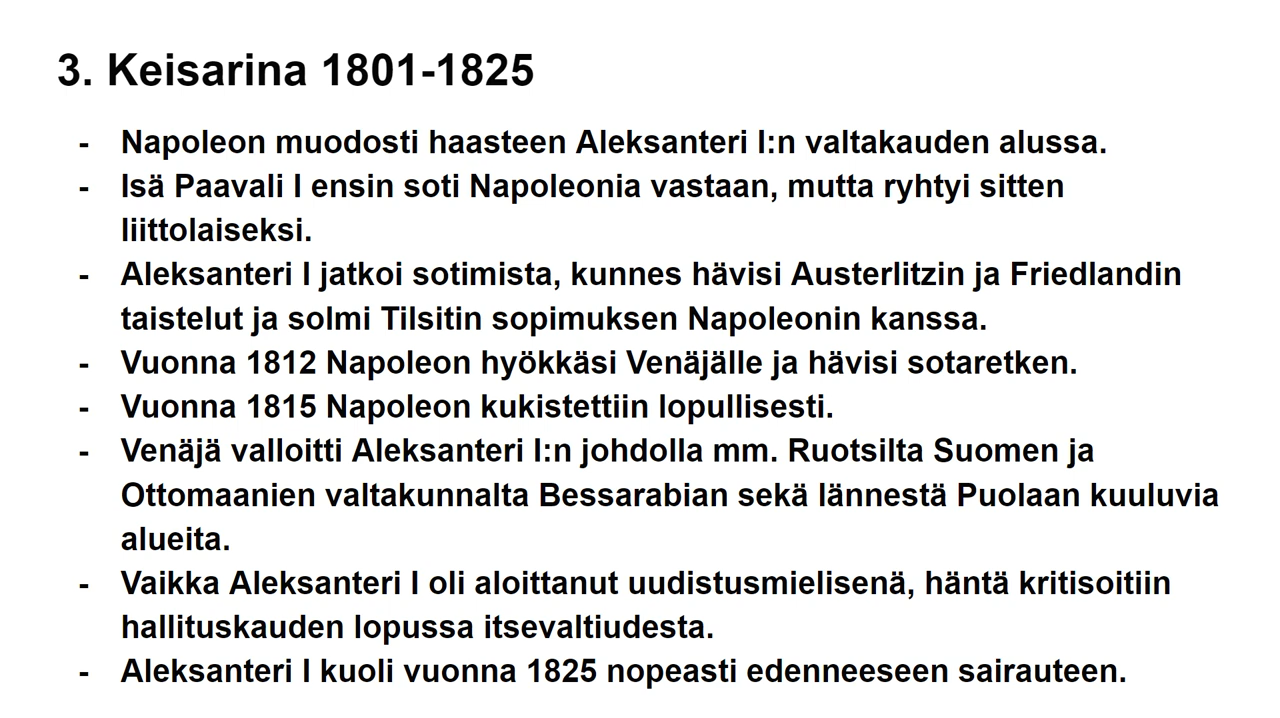 3. Keisarina 1801-1825
- Napoleon muodosti haasteen Aleksanteri I:n valtakauden alussa.
- Isä Paavali I ensin soti Napoleonia vastaan, mutta ryhtyi sitten
liittolaiseksi.
- Aleksanteri I jatkoi sotimista, kunnes hävisi Austerlitzin ja Friedlandin
taistelut ja solmi Tilsitin sopimuksen Napoleonin kanssa.
- Vuonna 1812 Napoleon hyökkäsi Venäjälle ja hävisi sotaretken.
- Vuonna 1815 Napoleon kukistettiin lopullisesti.
- Venäjä valloitti Aleksanteri I:n johdolla mm. Ruotsilta Suomen ja
Ottomaanien valtakunnalta Bessarabian sekä lännestä Puolaan kuuluvia
alueita.
- Vaikka Aleksanteri I oli aloittanut uudistusmielisenä, häntä kritisoitiin
hallituskauden lopussa itsevaltiudesta.
- Aleksanteri I kuoli vuonna 1825 nopeasti edenneeseen sairauteen.